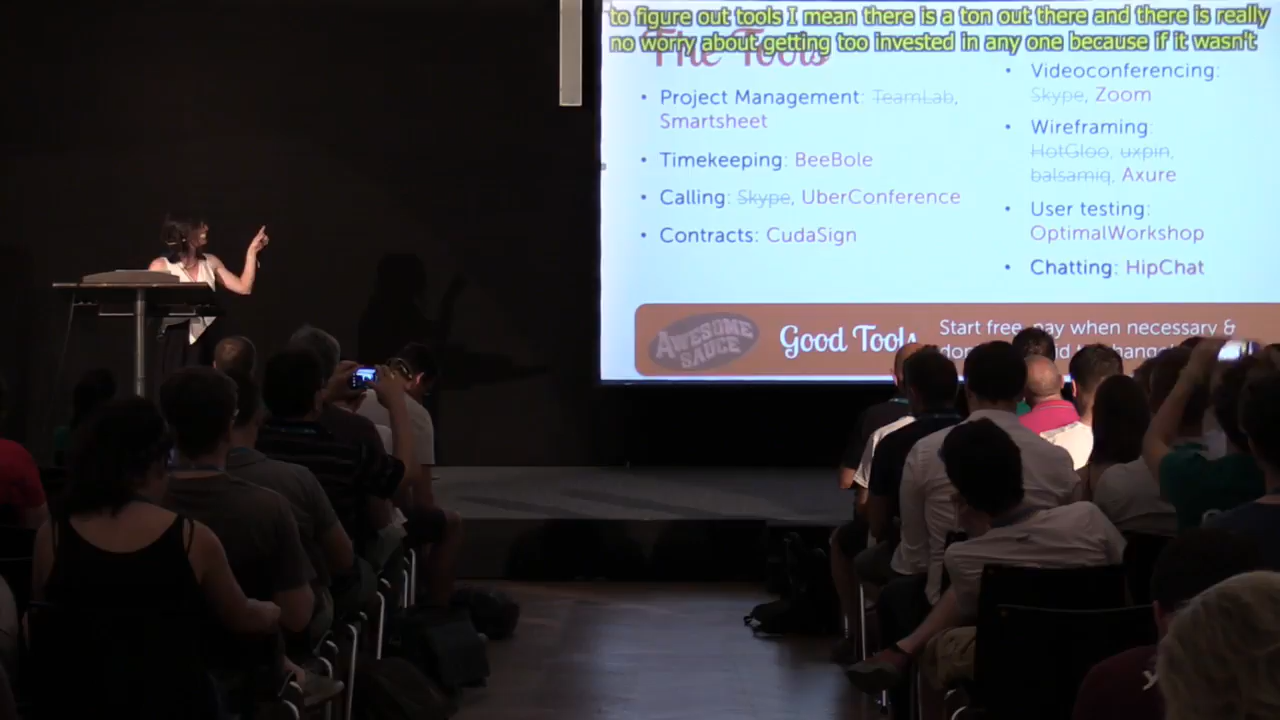 to figure out tools I mean there is a ton out there and there is really
no worry about getting too invested in any one because if it wasn't
The Tools
• Project Management: TeamLab,
Smartsheet
• Timekeeping: BeeBole
• Calling: Skype, UberConference
• Contracts: CudaSign
• Videoconferencing:
Skype, Zoom
• Wireframing:
HotGloo, uxpin,
balsamiq, Axure
• User testing:
OptimalWorkshop
• Chatting: HipChat
AWESOME
SAUCE
Good Tools
Start free, pay when necessary &